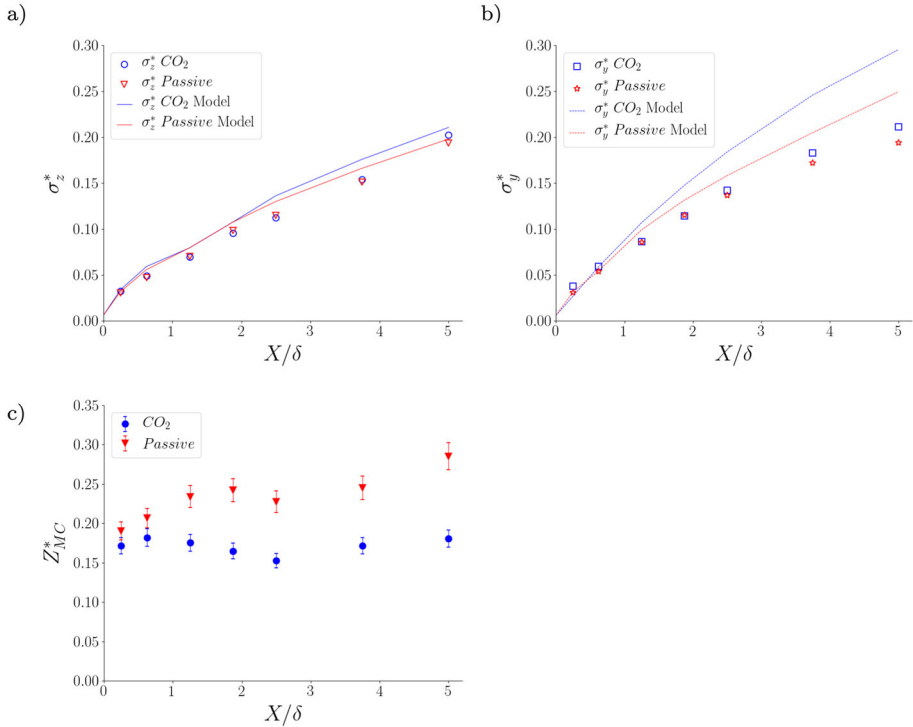 a)
0.30
0.25
0.20
0.15
0.10
0.05
0.00
σ*z
0 1 2 3 4 5
X/δ
σ*z CO2
σ*z Passive
σ*z CO2 Model
σ*z Passive Model
b)
0.30
0.25
0.20
0.15
0.10
0.05
0.00
σ*y
0 1 2 3 4 5
X/δ
σ*y CO2
σ*y Passive
σ*y CO2 Model
σ*y Passive Model
c)
0.35
0.30
0.25
0.20
0.15
0.10
0.05
0.00
Z*MC
0 1 2 3 4 5
X/δ
CO2
Passive